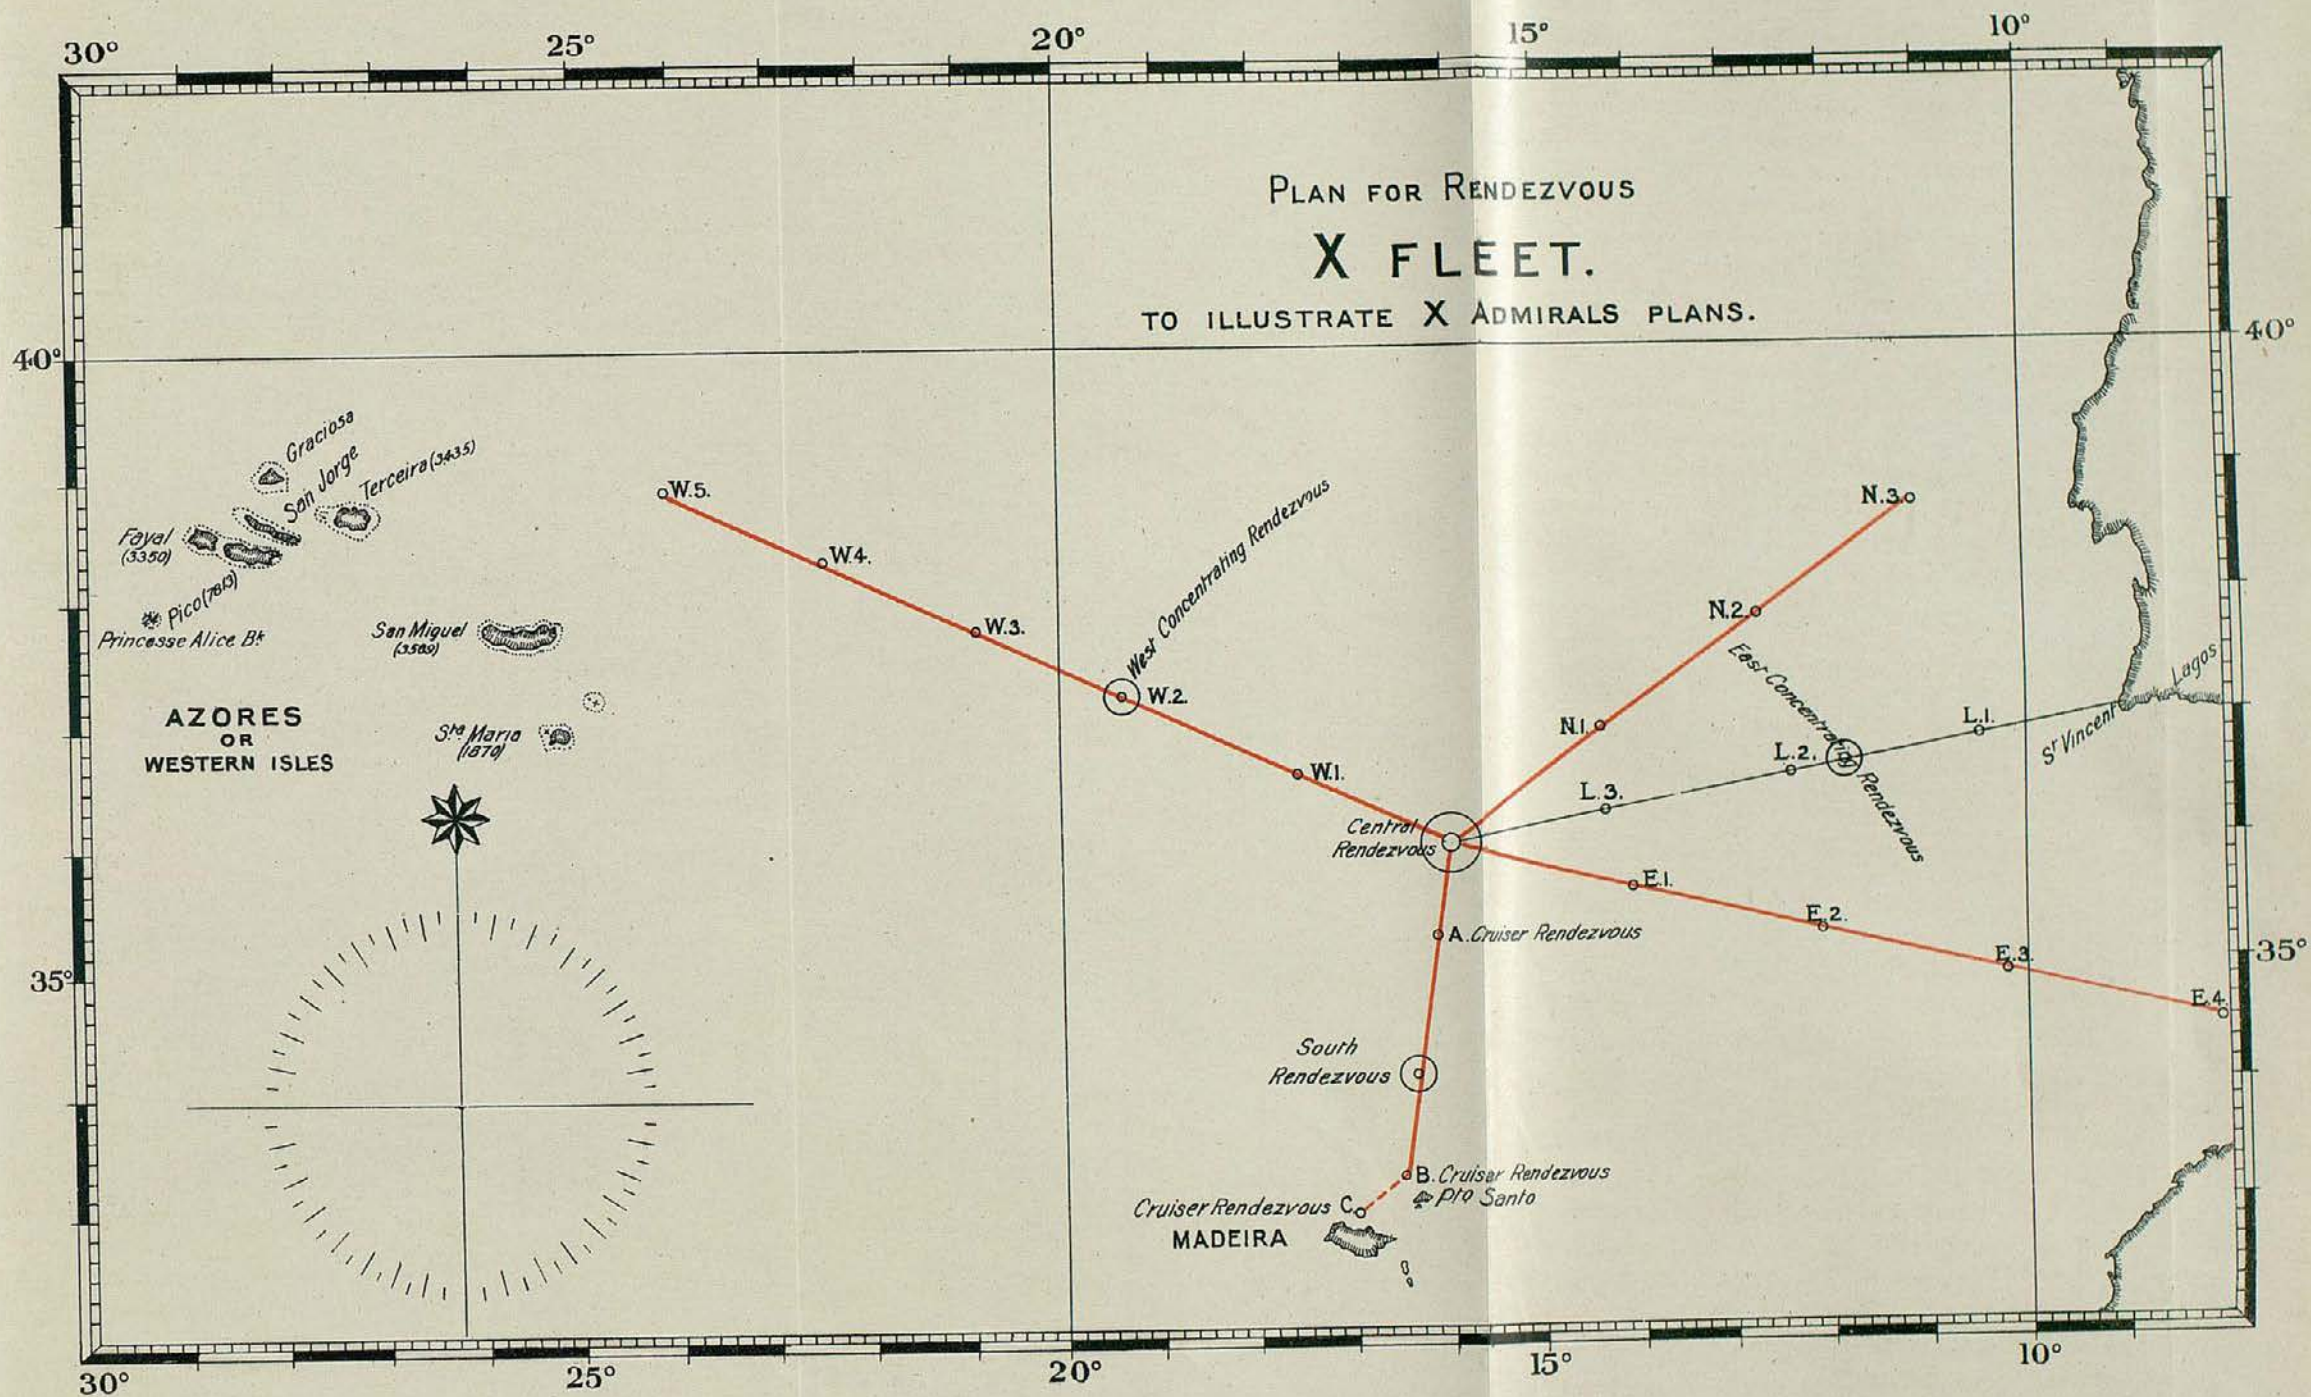 30°
25°
20°
15°
10°
PLAN FOR RENDEZVOUS
X FLEET.
TO ILLUSTRATE X ADMIRALS PLANS.
40°
40°
Graciosa
San Jorge
Terceira (3435)
Fayal
(3350)
Pico (7613)
Princesse Alice Bk
San Miguel
(3569)
Sta Maria
(1870)
AZORES
OR
WESTERN ISLES
W.5.
W.4.
W.3.
West Concentrating Rendezvous
W.2.
W.1.
N.3.
N.2.
N.1.
East Concentrating Rendezvous
L.1.
L.2.
L.3.
St Vincent
Lagos
Central
Rendezvous
E.1.
E.2.
E.3.
E.4.
A. Cruiser Rendezvous
35°
35°
South
Rendezvous
B. Cruiser Rendezvous
Pto Santo
Cruiser Rendezvous C.
MADEIRA
30°
25°
20°
15°
10°